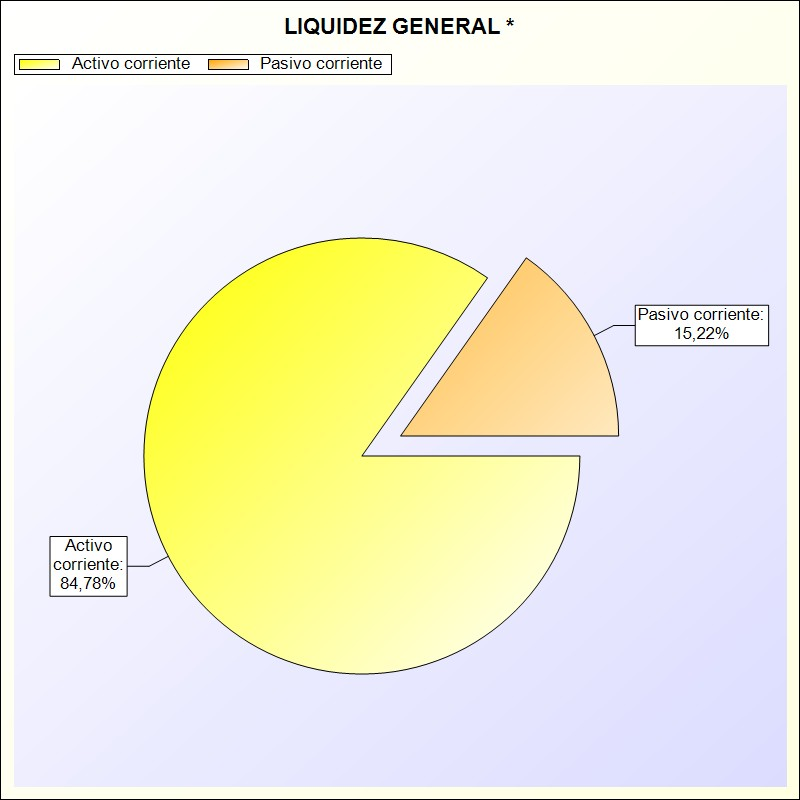 LIQUIDEZ GENERAL *
Activo corriente Pasivo corriente
Pasivo corriente:
15,22%
Activo
corriente:
84,78%